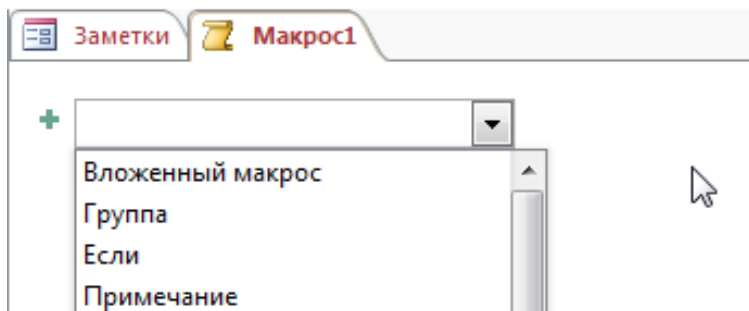 Заметки Макрос1
Вложенный макрос
Группа
Если
Примечание